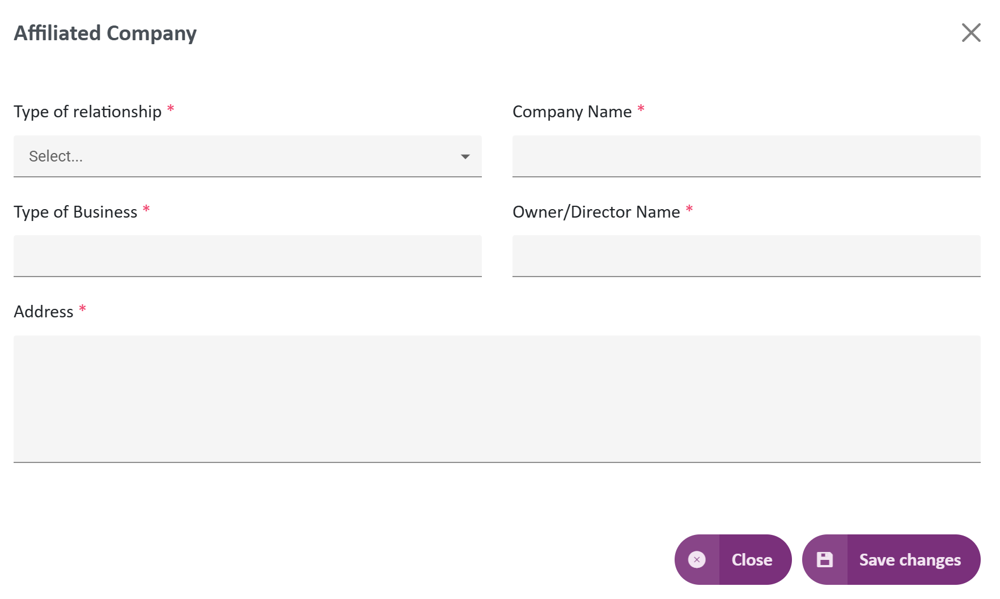 Affiliated Company
Type of relationship *
Company Name *
Select...
Type of Business *
Owner/Director Name *
Address *
Close
Save changes